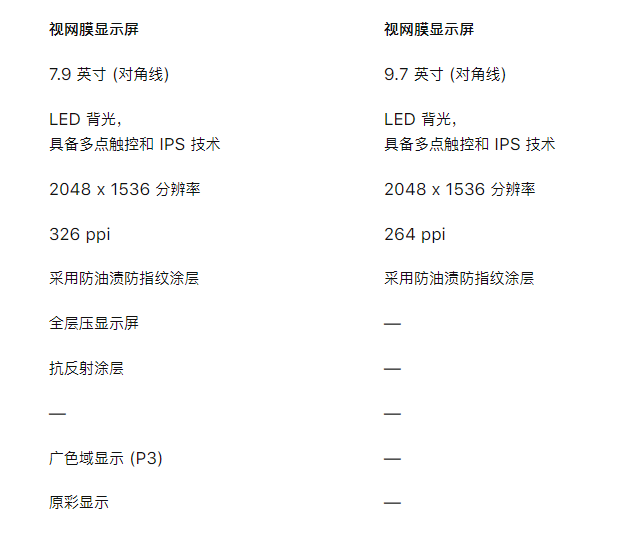 视网膜显示屏
7.9 英寸 (对角线)
LED 背光，
具备多点触控和 IPS 技术
2048 x 1536 分辨率
326 ppi
采用防油渍防指纹涂层
全层压显示屏
抗反射涂层
—
广色域显示 (P3)
原彩显示
视网膜显示屏
9.7 英寸 (对角线)
LED 背光，
具备多点触控和 IPS 技术
2048 x 1536 分辨率
264 ppi
采用防油渍防指纹涂层
—
—
—
—
—